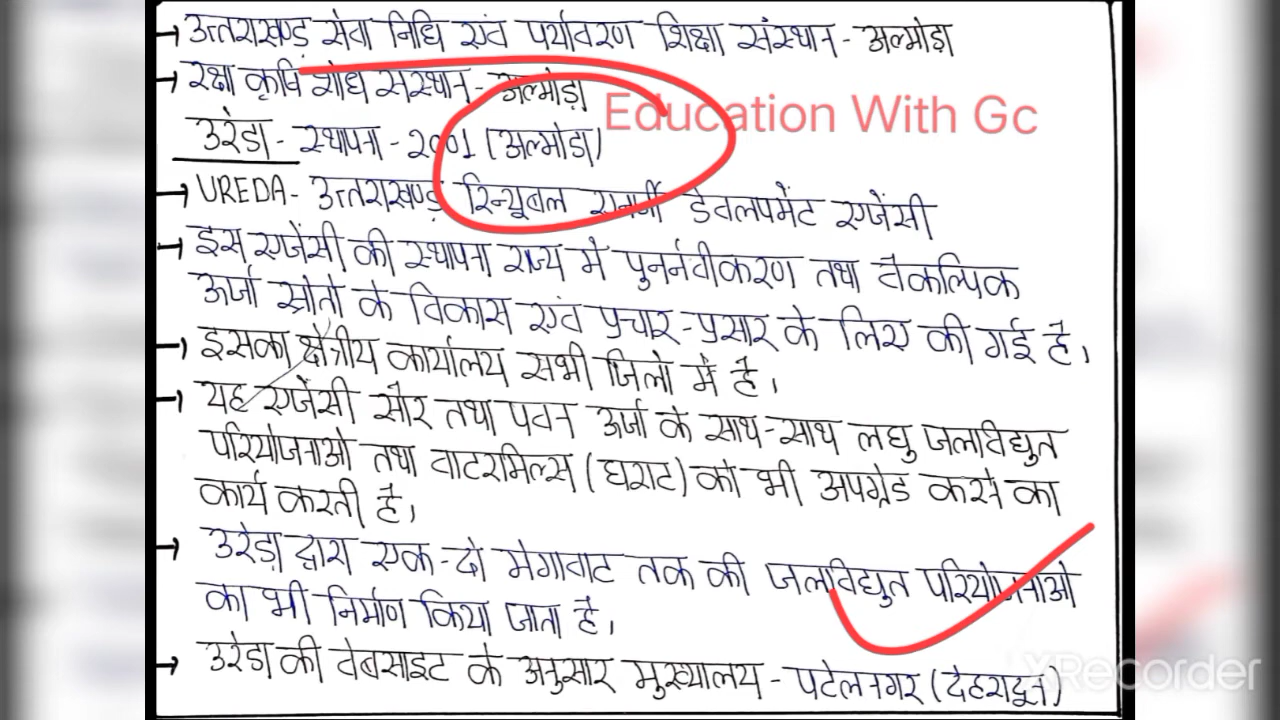 → उत्तराखण्ड़ सेवा निधि एवं पर्यावरण शिक्षा संस्थान - अल्मोड़ा
→ रक्षा कृषि शोध संस्थान - अल्मोड़ा
Education With Gc
उरेडा - स्थापना - २००1 (अल्मोडा)
→ UREDA - उत्तराखण्ड़ रिन्यूबल एनर्जी डेवलपमेंट एजेंसी
→ इस एजेंसी की स्थापना राज्य मे पुनर्नवीकरण तथा वैकल्पिक
ऊर्जा स्रोतो के विकास एवं प्रचार-प्रसार के लिए की गई है।
→ इसका क्षेत्रीय कार्यालय सभी जिलो में है।
→ यह एजेंसी सौर तथा पवन ऊर्जा के साथ-साथ लघु जलविद्युत
परियोजनाओ तथा वाटरमिल्स (घराट) को भी अपग्रेड करने का
कार्य करती है।
→ उरेड़ा द्वारा एक-दो मेगावाट तक की जलविद्युत परियोजनाओ
का भी निर्माण किया जाता है।
→ उरेडा की वेबसाइट के अनुसार मुख्यालय - पटेलनगर (देहरादून)
XRecorder